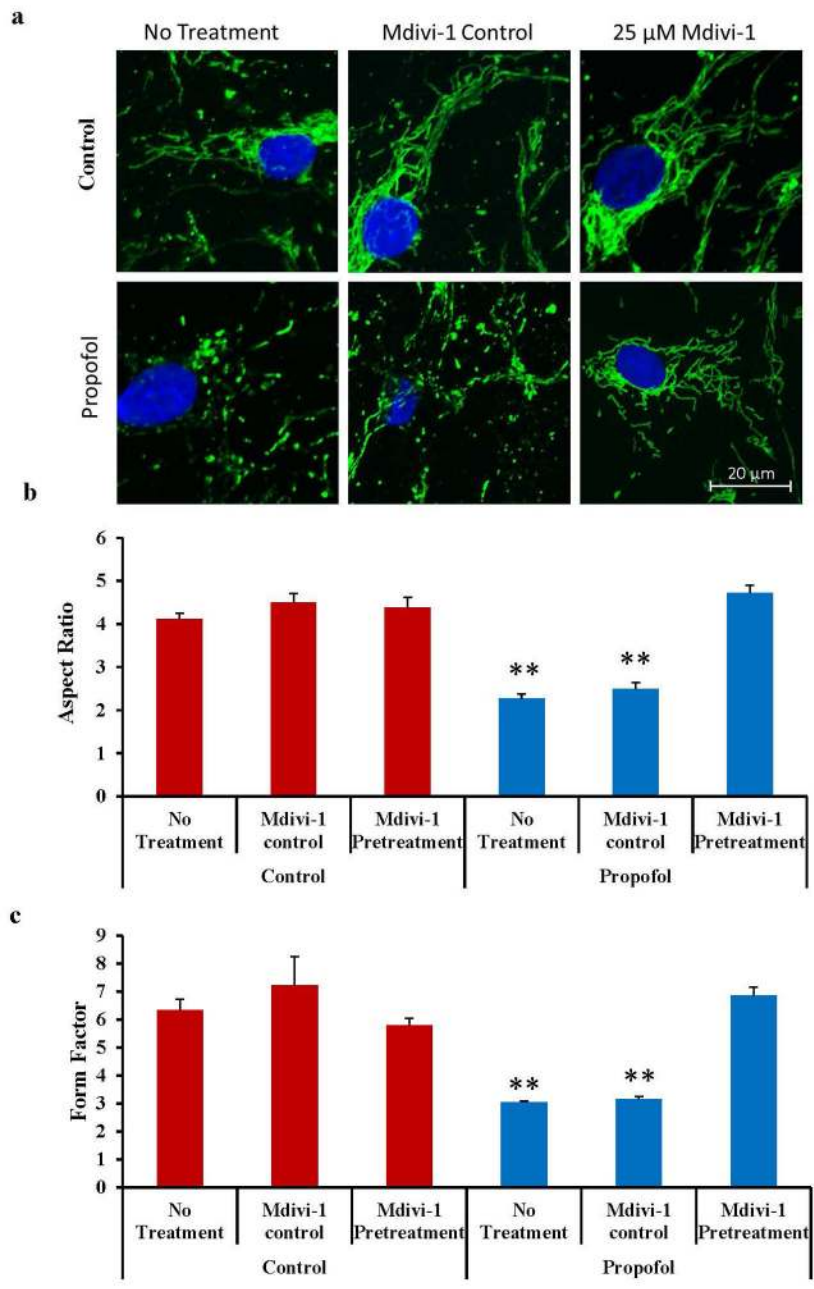 a
No Treatment
Mdivi-1 Control
25 μM Mdivi-1
Control
Propofol
20 μm
b
6
5
4
3
2
1
0
Aspect Ratio
**
**
No Treatment
Mdivi-1 control
Mdivi-1 Pretreatment
No Treatment
Mdivi-1 control
Mdivi-1 Pretreatment
Control
Propofol
c
9
8
7
6
5
4
3
2
1
0
Form Factor
**
**
No Treatment
Mdivi-1 control
Mdivi-1 Pretreatment
No Treatment
Mdivi-1 control
Mdivi-1 Pretreatment
Control
Propofol